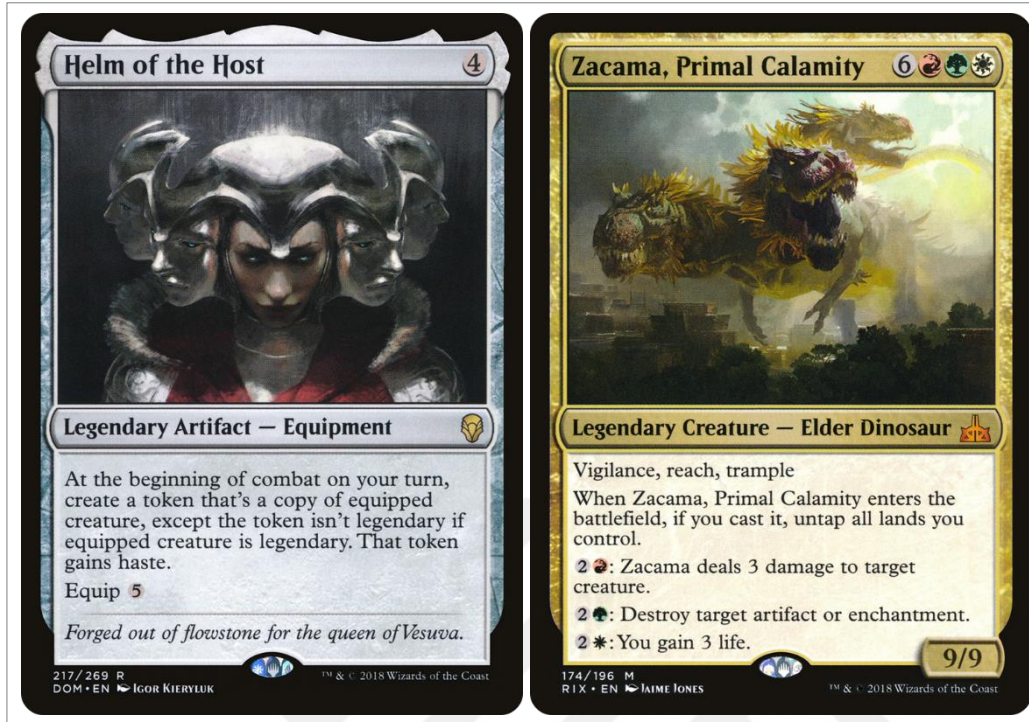 Helm of the Host 4
Legendary Artifact — Equipment
At the beginning of combat on your turn,
create a token that's a copy of equipped
creature, except the token isn't legendary if
equipped creature is legendary. That token
gains haste.
Equip 5
Forged out of flowstone for the queen of Vesuva.
217/269 R
DOM • EN Igor Kieryluk
™ & © 2018 Wizards of the Coast
Zacama, Primal Calamity 6
Legendary Creature — Elder Dinosaur
Vigilance, reach, trample
When Zacama, Primal Calamity enters the
battlefield, if you cast it, untap all lands you
control.
2 : Zacama deals 3 damage to target
creature.
2 : Destroy target artifact or enchantment.
2 : You gain 3 life.
9/9
174/196 M
RIX • EN Jaime Jones
™ & © 2018 Wizards of the Coast